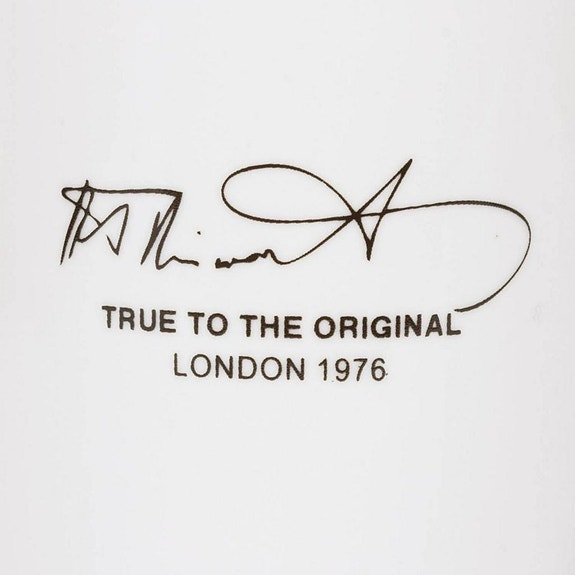 TRUE TO THE ORIGINAL
LONDON 1976